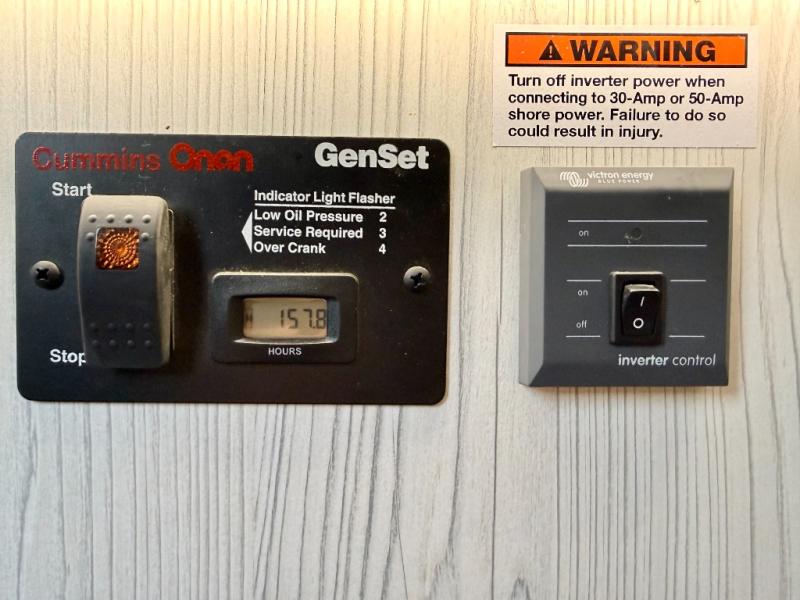 WARNING
Turn off inverter power when
connecting to 30-Amp or 50-Amp
shore power. Failure to do so
could result in injury.
Cummins Onan GenSet
Start
Indicator Light Flasher
Low Oil Pressure 2
Service Required 3
Over Crank 4
H 157.8
HOURS
Stop
victron energy
BLUE POWER
on
on
off
I
O
inverter control